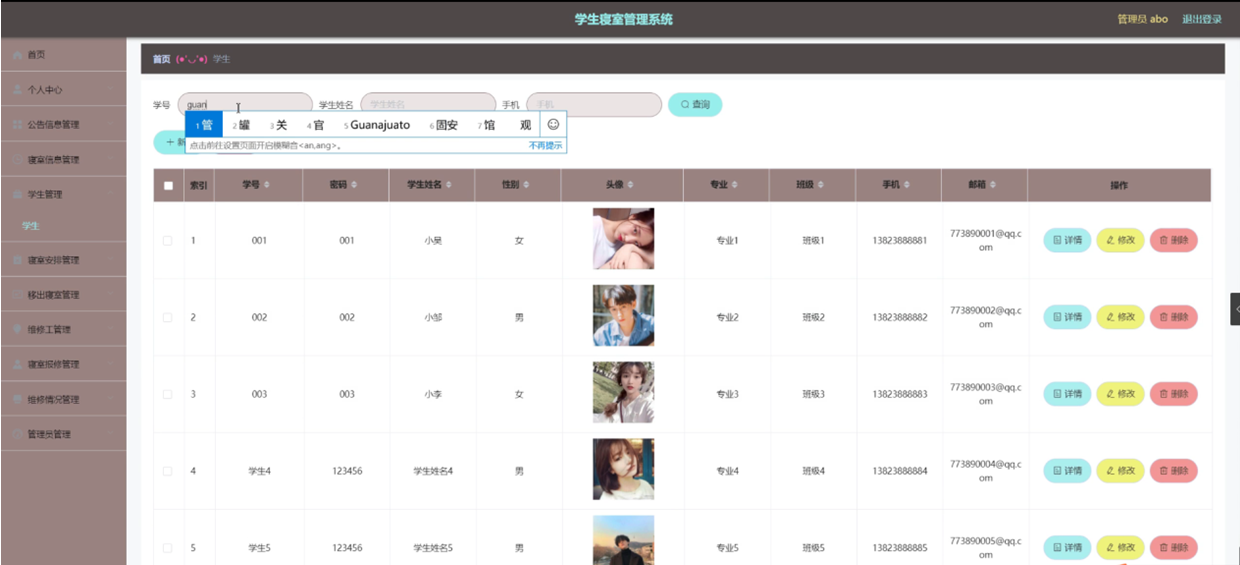 学生寝室管理系统
管理员 abo 退出登录
首页
个人中心
公告信息管理
寝室信息管理
学生管理
学生
寝室安排管理
移出寝室管理
维修工管理
寝室报修管理
维修情况管理
管理员管理
首页 (●'◡'●) 学生
学号 guan 学生姓名 学生姓名 手机 手机 查询
1 管 2 罐 3 关 4 官 5 Guanajuato 6 固安 7 馆 观
点击前往设置页面开启模糊音<an,ang>。 不再提示
+ 新
索引 学号 密码 学生姓名 性别 头像 专业 班级 手机 邮箱 操作
1 001 001 小吴 女 专业1 班级1 13823888881 773890001@qq.c
om 详情 修改 删除
2 002 002 小邹 男 专业2 班级2 13823888882 773890002@qq.c
om 详情 修改 删除
3 003 003 小李 女 专业3 班级3 13823888883 773890003@qq.c
om 详情 修改 删除
4 学生4 123456 学生姓名4 男 专业4 班级4 13823888884 773890004@qq.c
om 详情 修改 删除
5 学生5 123456 学生姓名5 男 专业5 班级5 13823888885 773890005@qq.c
om 详情 修改 删除